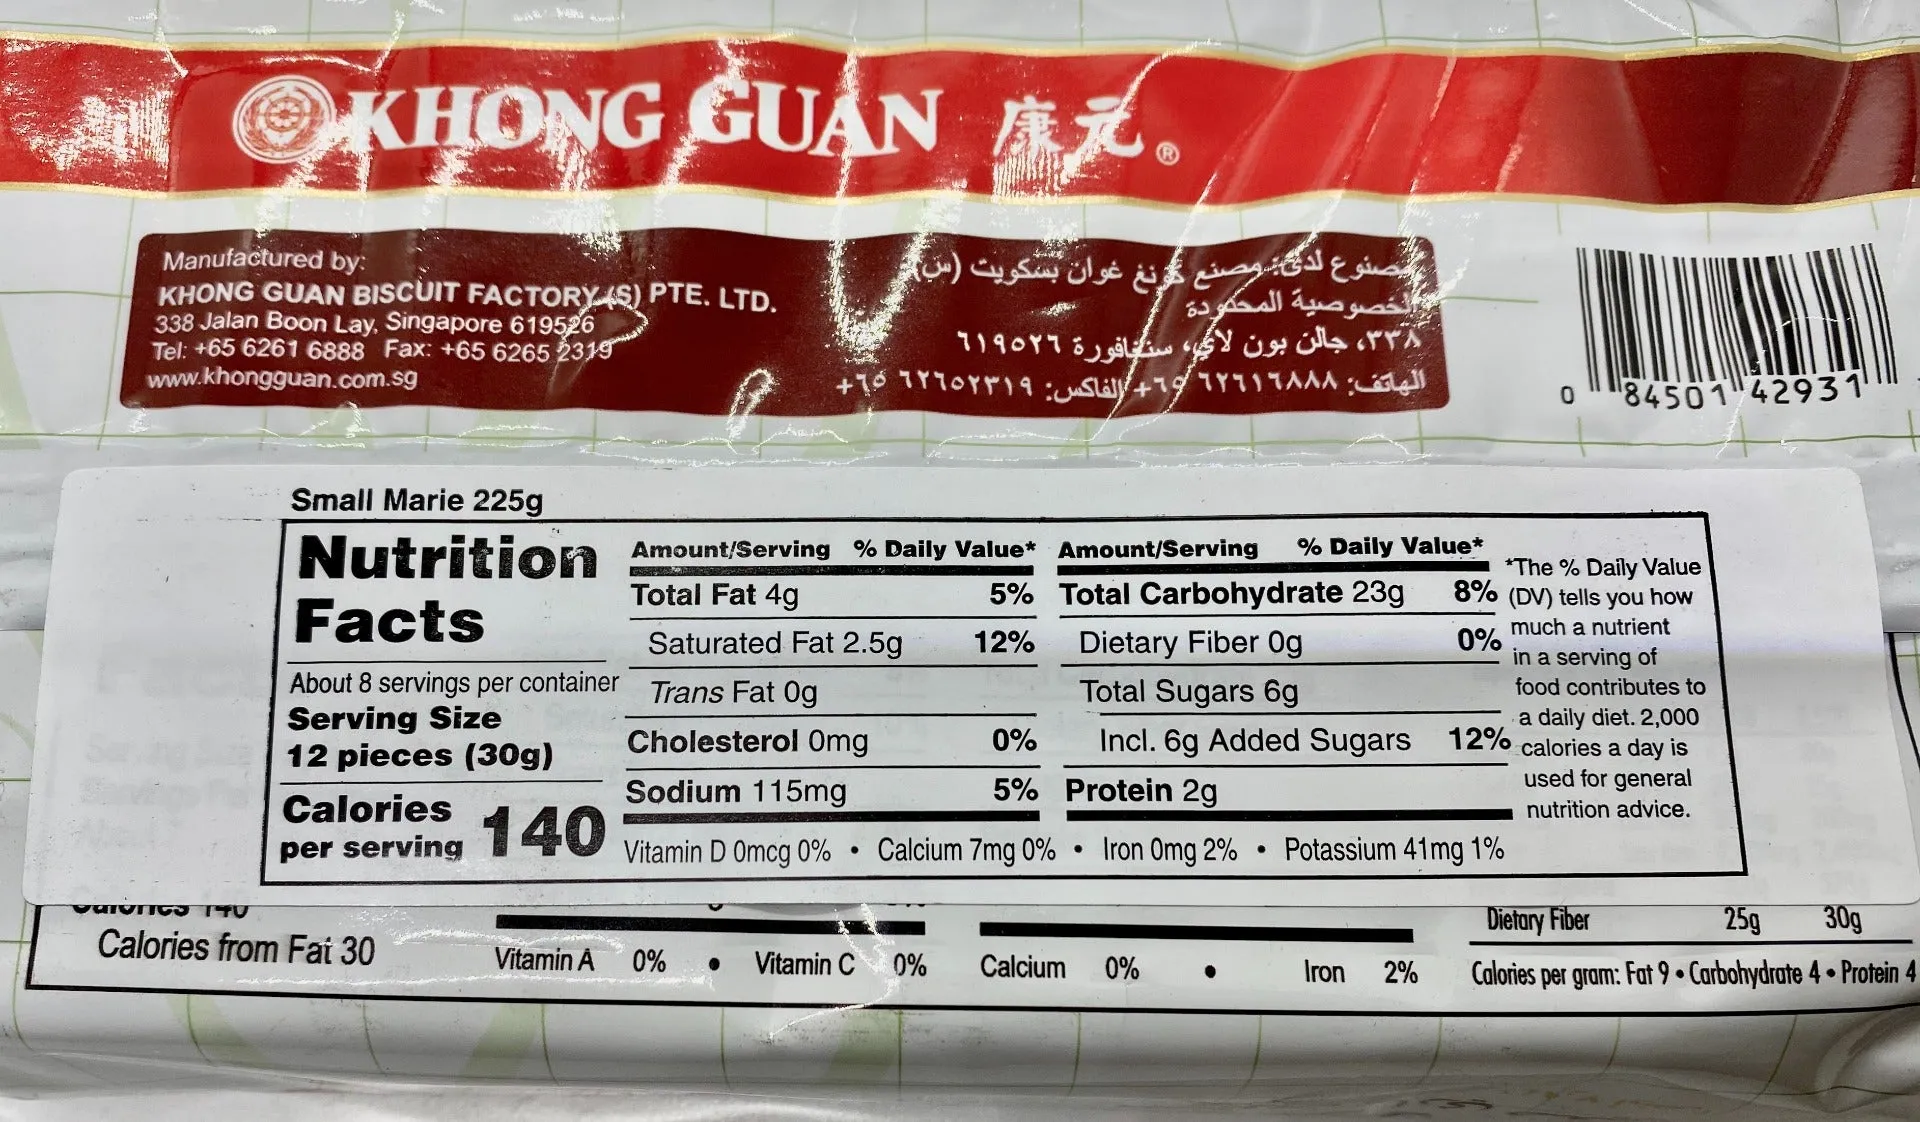 KHONG GUAN 康元®
Manufactured by:
KHONG GUAN BISCUIT FACTORY (S) PTE. LTD.
338 Jalan Boon Lay, Singapore 619526
Tel: +65 6261 6888 Fax: +65 6265 2319
www.khongguan.com.sg
مصنوع لدى: مصنع كونغ غوان بسكويت (س)
الخصوصية المحدودة
٣٣٨، جالن بون لاي، سنغافورة ٦١٩٥٢٦
الهاتف: ٦٢٦١٦٨٨٨ ٦٥+ الفاكس: ٦٢٦٥٢٣١٩ ٦٥+
0 84501 42931
Small Marie 225g
Nutrition
Facts
About 8 servings per container
Serving Size
12 pieces (30g)
Calories
per serving 140
Amount/Serving % Daily Value*
Total Fat 4g 5%
Saturated Fat 2.5g 12%
Trans Fat 0g
Cholesterol 0mg 0%
Sodium 115mg 5%
Amount/Serving % Daily Value*
Total Carbohydrate 23g 8%
Dietary Fiber 0g 0%
Total Sugars 6g
Incl. 6g Added Sugars 12%
Protein 2g
Vitamin D 0mcg 0% • Calcium 7mg 0% • Iron 0mg 2% • Potassium 41mg 1%
*The % Daily Value
(DV) tells you how
much a nutrient
in a serving of
food contributes to
a daily diet. 2,000
calories a day is
used for general
nutrition advice.
Calories 140
Calories from Fat 30
Vitamin A 0% • Vitamin C 0%
Calcium 0% • Iron 2%
Dietary Fiber 25g 30g
Calories per gram: Fat 9 • Carbohydrate 4 • Protein 4